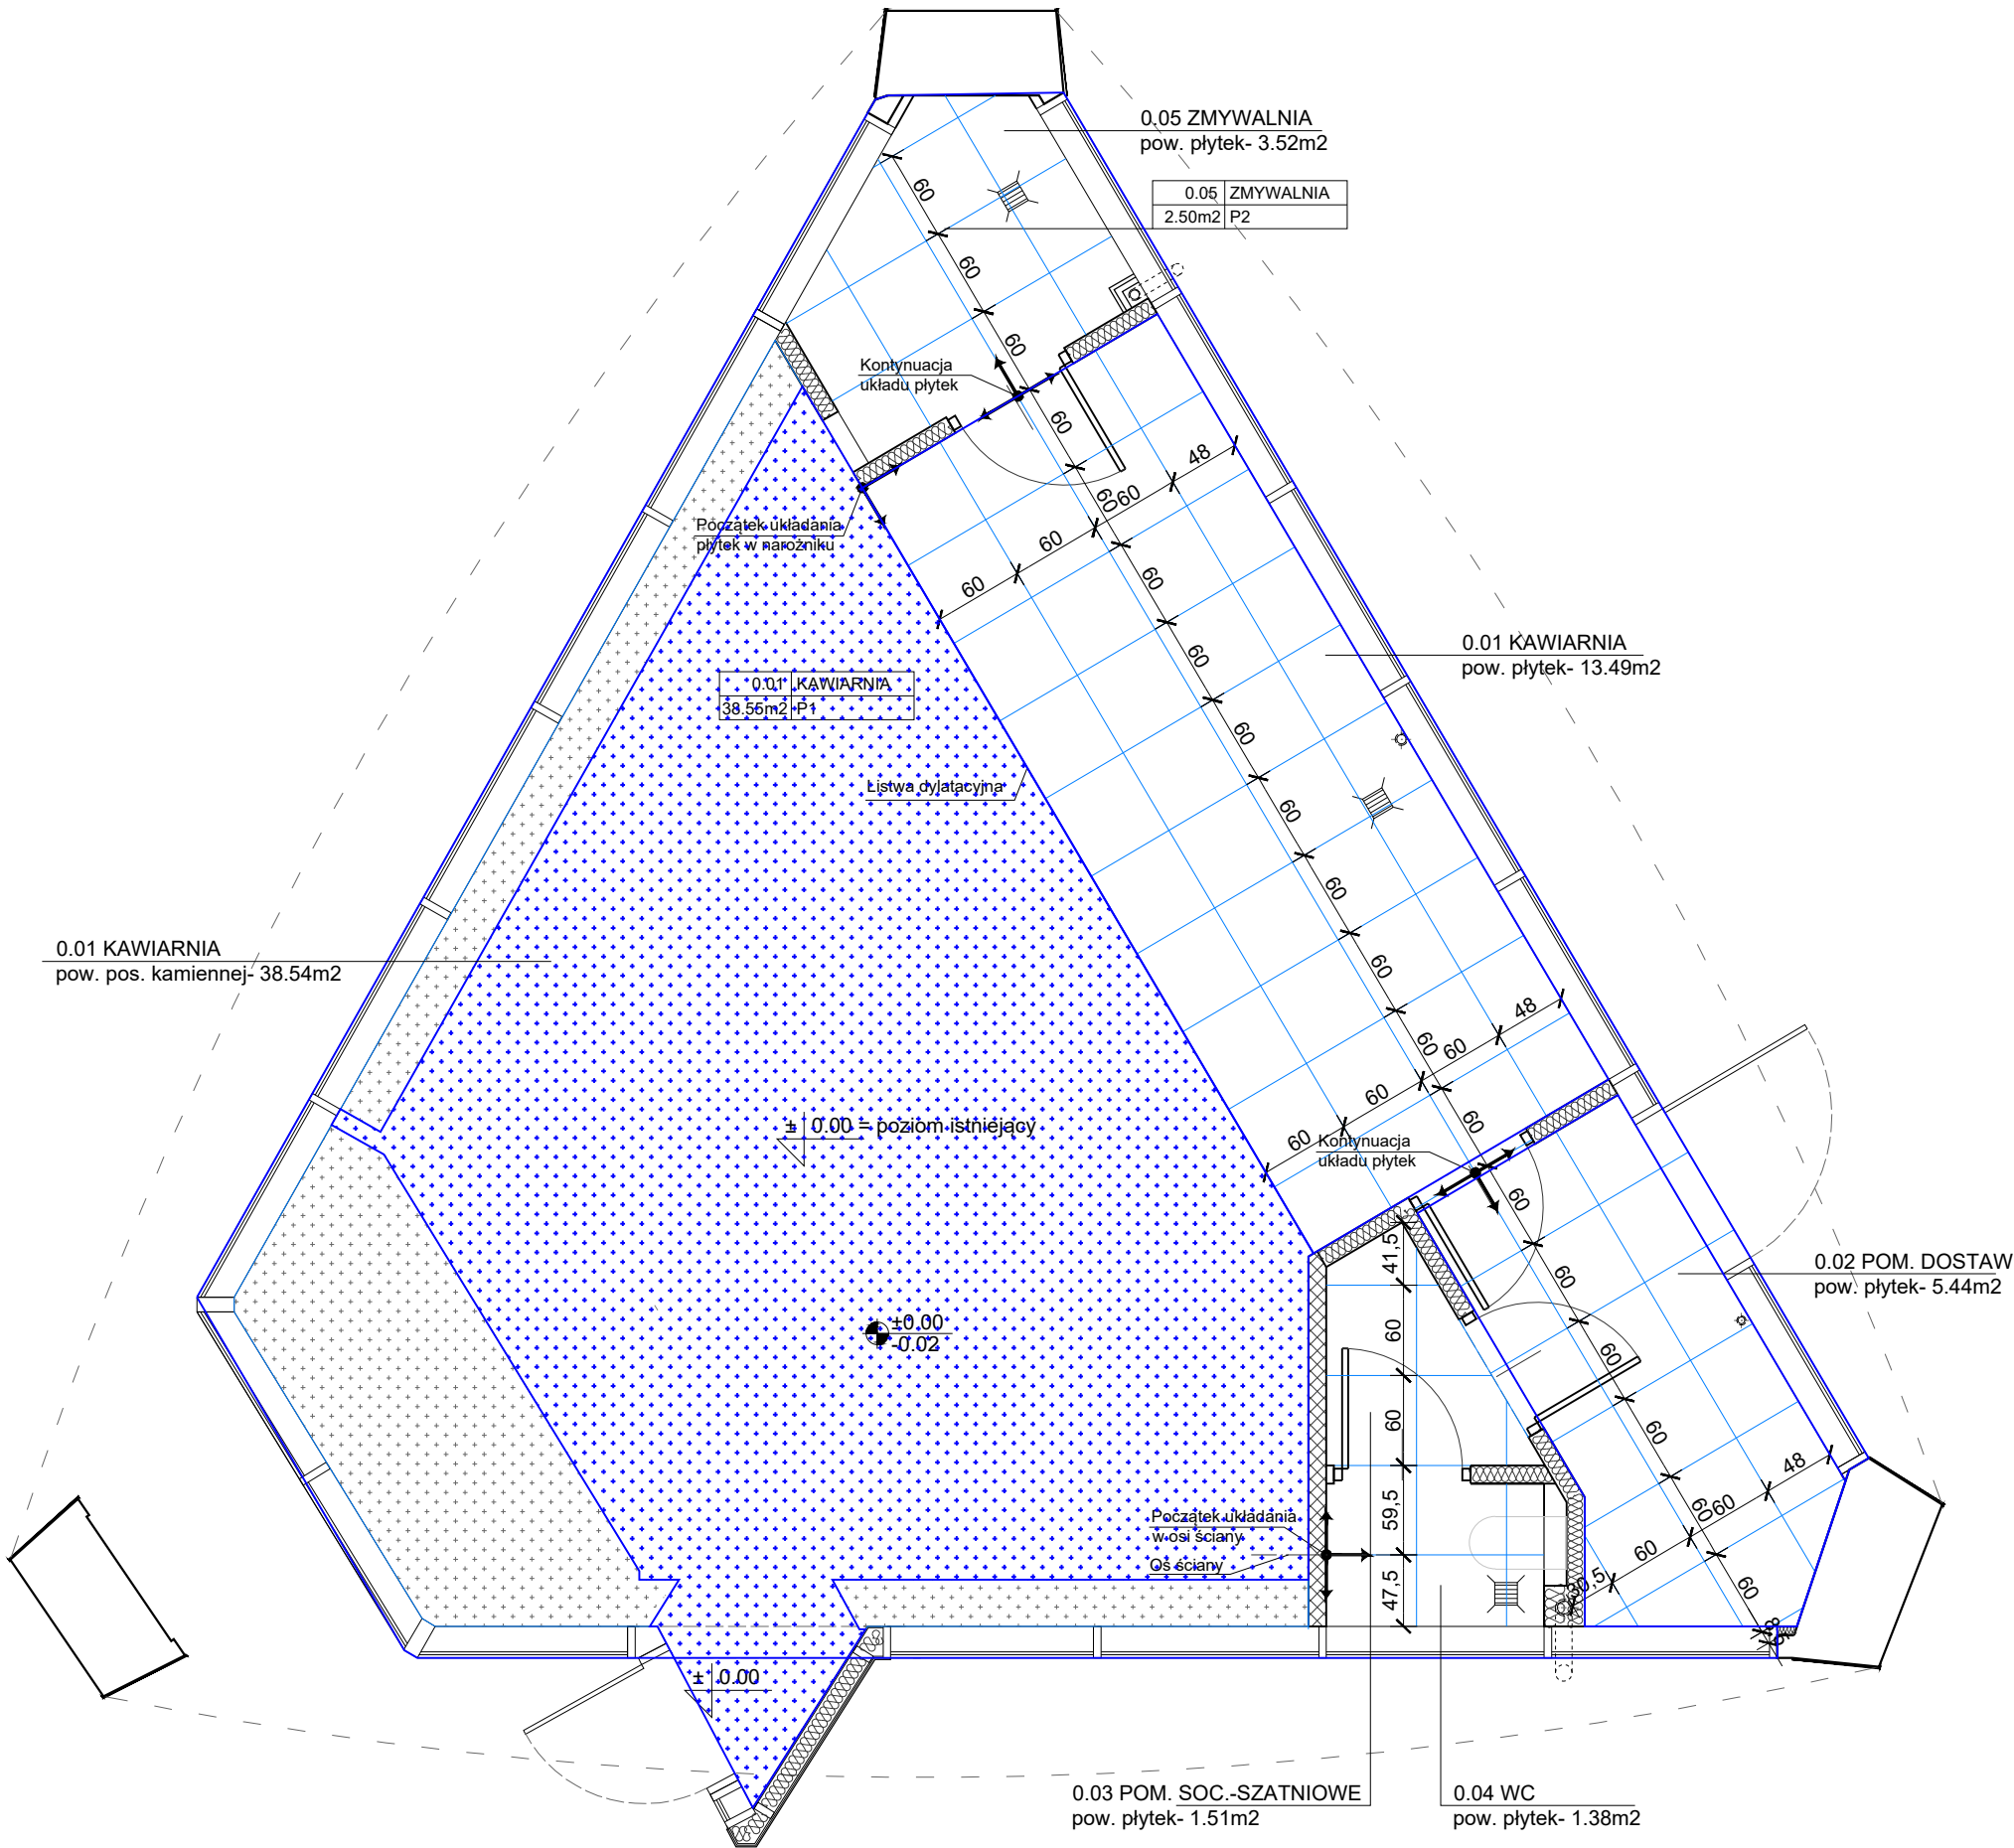 0.05 ZMYWALNIA
pow. płytek- 3.52m2
0.05 ZMYWALNIA
2.50m2 P2
60
60
60
Kontynuacja
układu płytek
60
48
60
60
60
60
Początek układania
płytek w narożniku
60
60
0.01 KAWIARNIA
pow. płytek- 13.49m2
0.01 KAWIARNIA
38.55m2 P1
60
Listwa dylatacyjna
60
60
60
0.01 KAWIARNIA
pow. pos. kamiennej- 38.54m2
60
48
60
60
60
60
60
± 0.00 = poziom istniejący
Kontynuacja
układu płytek
60
41,5
60
0.02 POM. DOSTAW
pow. płytek- 5.44m2
±0.00
-0.02
60
60
60
60
48
60
60
60
59,5
Początek układania
w osi ściany
Oś ściany
30,5
47,5
60
± 0.00
0.03 POM. SOC.-SZATNIOWE
pow. płytek- 1.51m2
0.04 WC
pow. płytek- 1.38m2